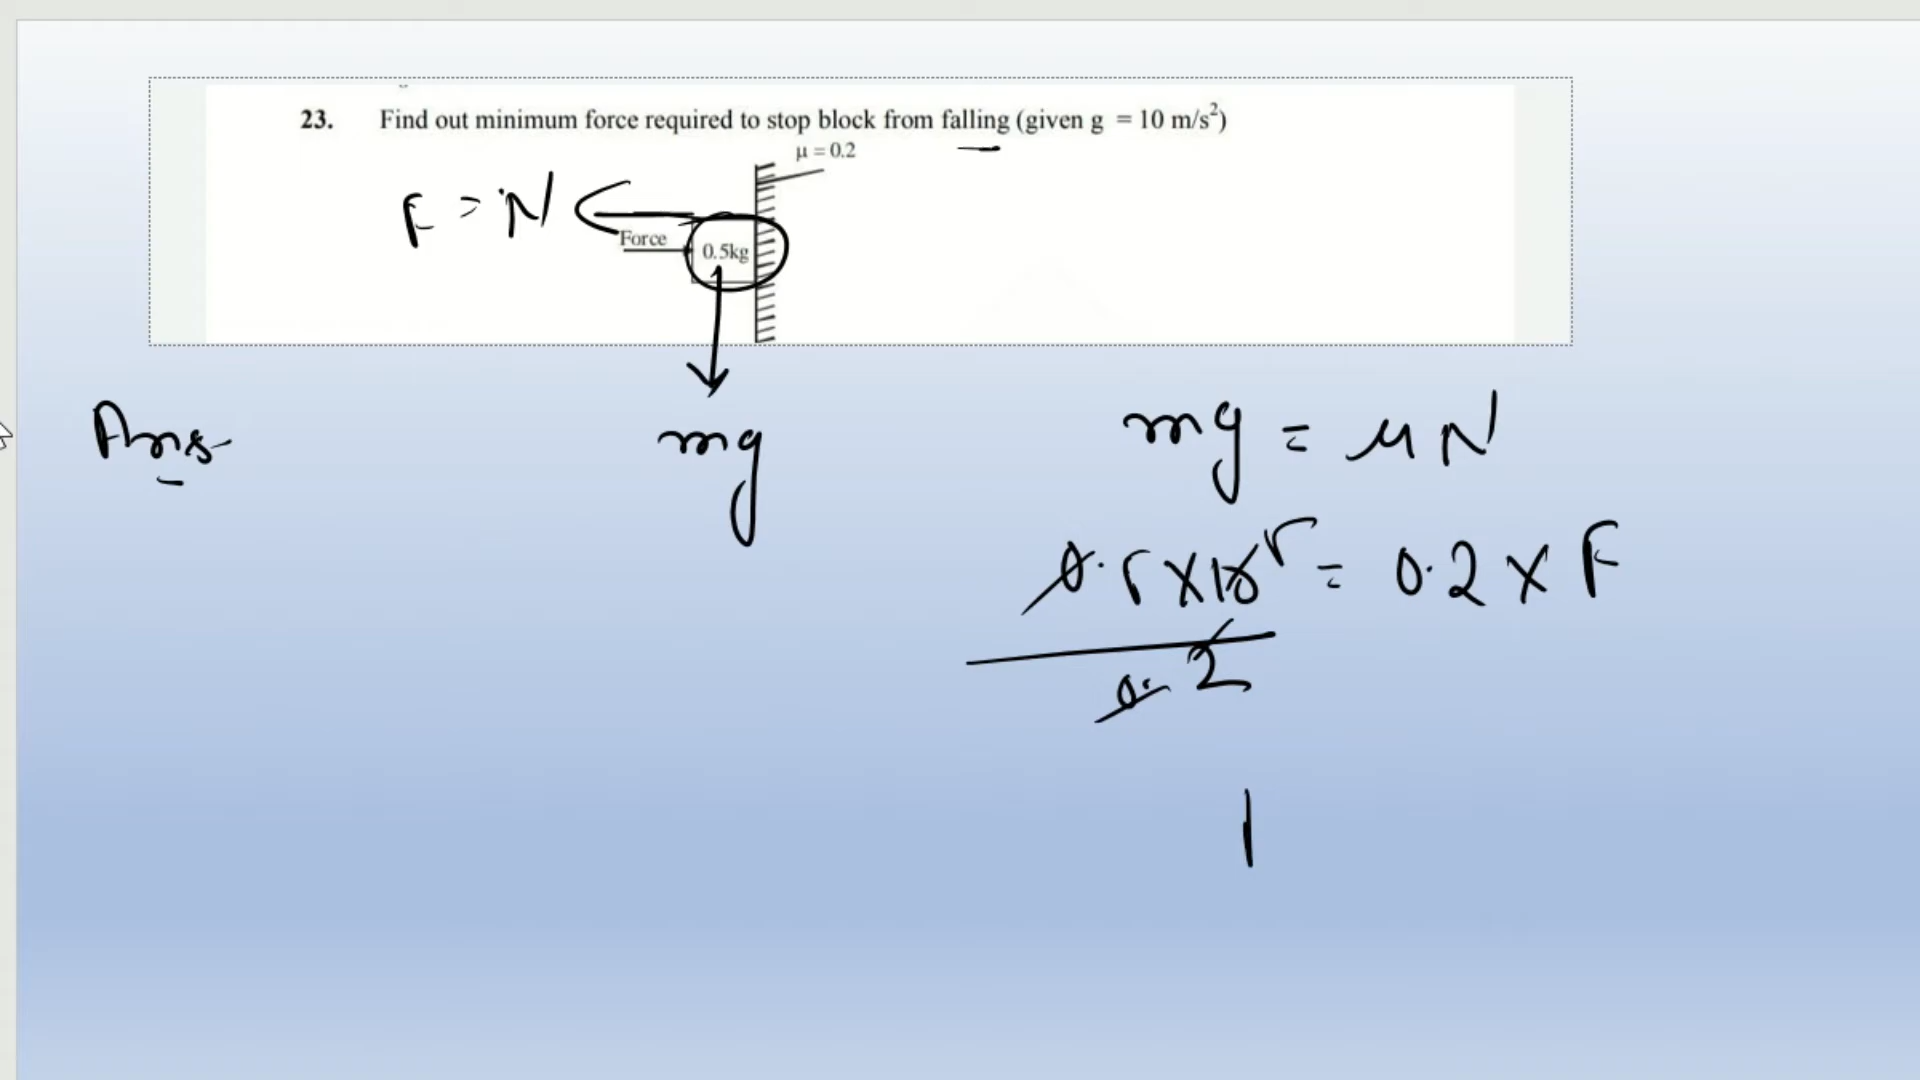 23. Find out minimum force required to stop block from falling (given g = 10 m/s²)
μ = 0.2
F = N
Force
0.5kg
Ans
mg
mg = μN
0.5 × 10 5 = 0.2 × F
0.2
1